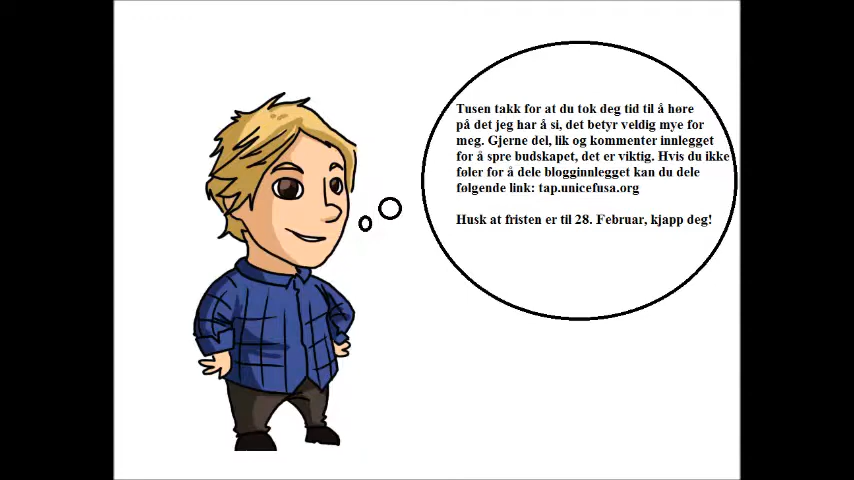 Tusen takk for at du tok deg tid til å høre
på det jeg har å si, det betyr veldig mye for
meg. Gjerne del, lik og kommenter innlegget
for å spre budskapet, det er viktig. Hvis du ikke
føler for å dele blogginnlegget kan du dele
følgende link: tap.unicefusa.org
Husk at fristen er til 28. Februar, kjapp deg!